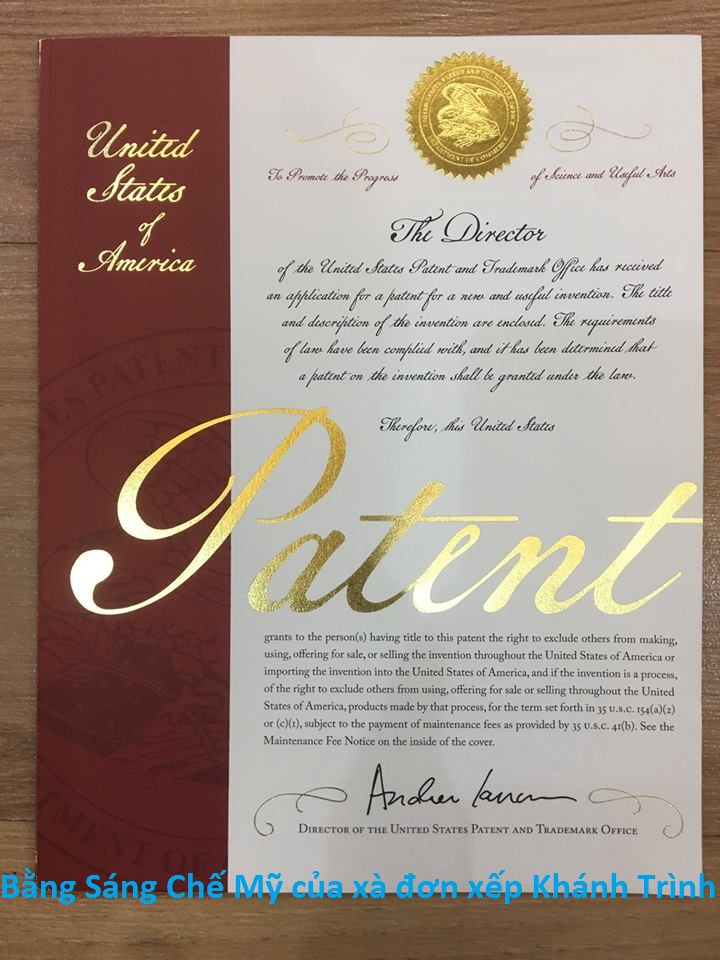 United
States
of
America
THE UNITED STATES PATENT AND TRADEMARK OFFICE
DEPARTMENT OF COMMERCE
To Promote the Progress
of Science and Useful Arts
The Director
of the United States Patent and Trademark Office has received
an application for a patent for a new and useful invention. The title
and description of the invention are enclosed. The requirements
of law have been complied with, and it has been determined that
a patent on the invention shall be granted under the law.
Therefore, this United States
Patent
grants to the person(s) having title to this patent the right to exclude others from making,
using, offering for sale, or selling the invention throughout the United States of America or
importing the invention into the United States of America, and if the invention is a process,
of the right to exclude others from using, offering for sale or selling throughout the United
States of America, products made by that process, for the term set forth in 35 U.S.C. 154(a)(2)
or (c)(1), subject to the payment of maintenance fees as provided by 35 U.S.C. 41(b). See the
Maintenance Fee Notice on the inside of the cover.
DIRECTOR OF THE UNITED STATES PATENT AND TRADEMARK OFFICE
Bằng Sáng Chế Mỹ của xà đơn xếp Khánh Trình